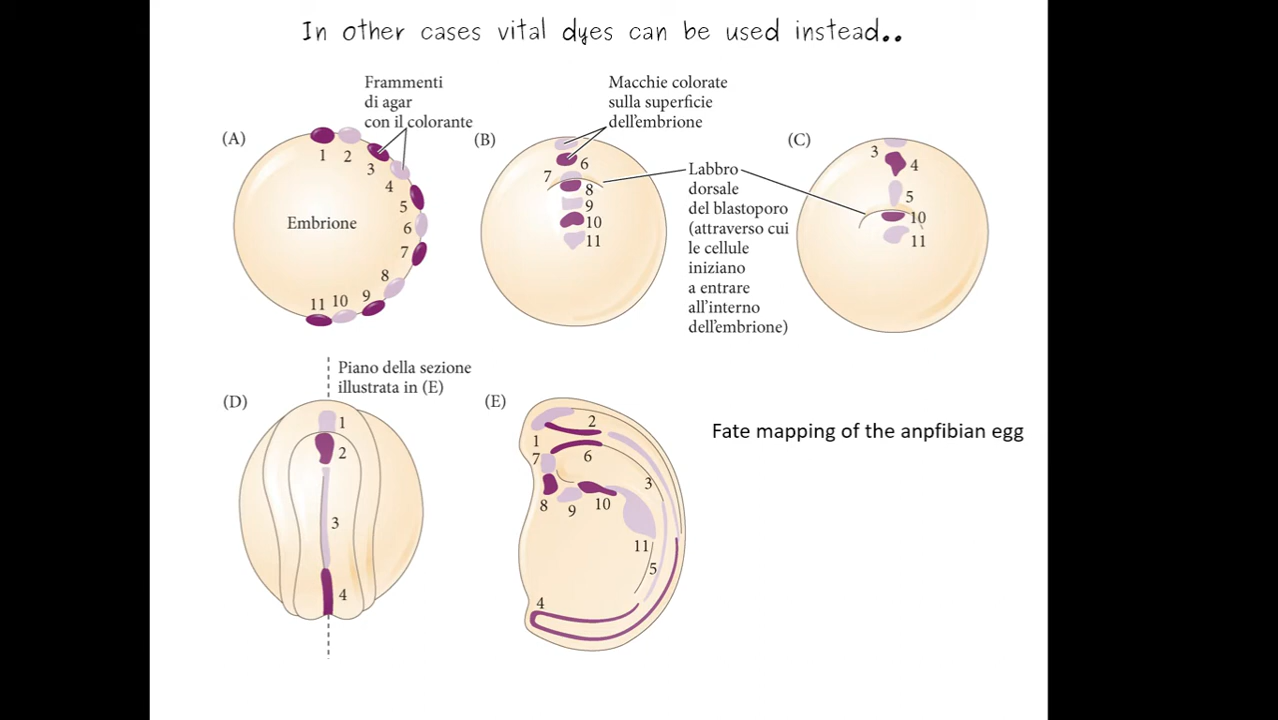 In other cases vital dyes can be used instead..
Frammenti
di agar
con il colorante
(A)
1
2
3
4
5
6
7
8
9
10
11
Embrione
Macchie colorate
sulla superficie
dell'embrione
(B)
6
7
8
9
10
11
Labbro
dorsale
del blastoporo
(attraverso cui
le cellule
iniziano
a entrare
all'interno
dell'embrione)
(C)
3
4
5
10
11
Piano della sezione
illustrata in (E)
(D)
1
2
3
4
(E)
2
1
7
6
3
8
9
10
11
5
4
Fate mapping of the anpfibian egg